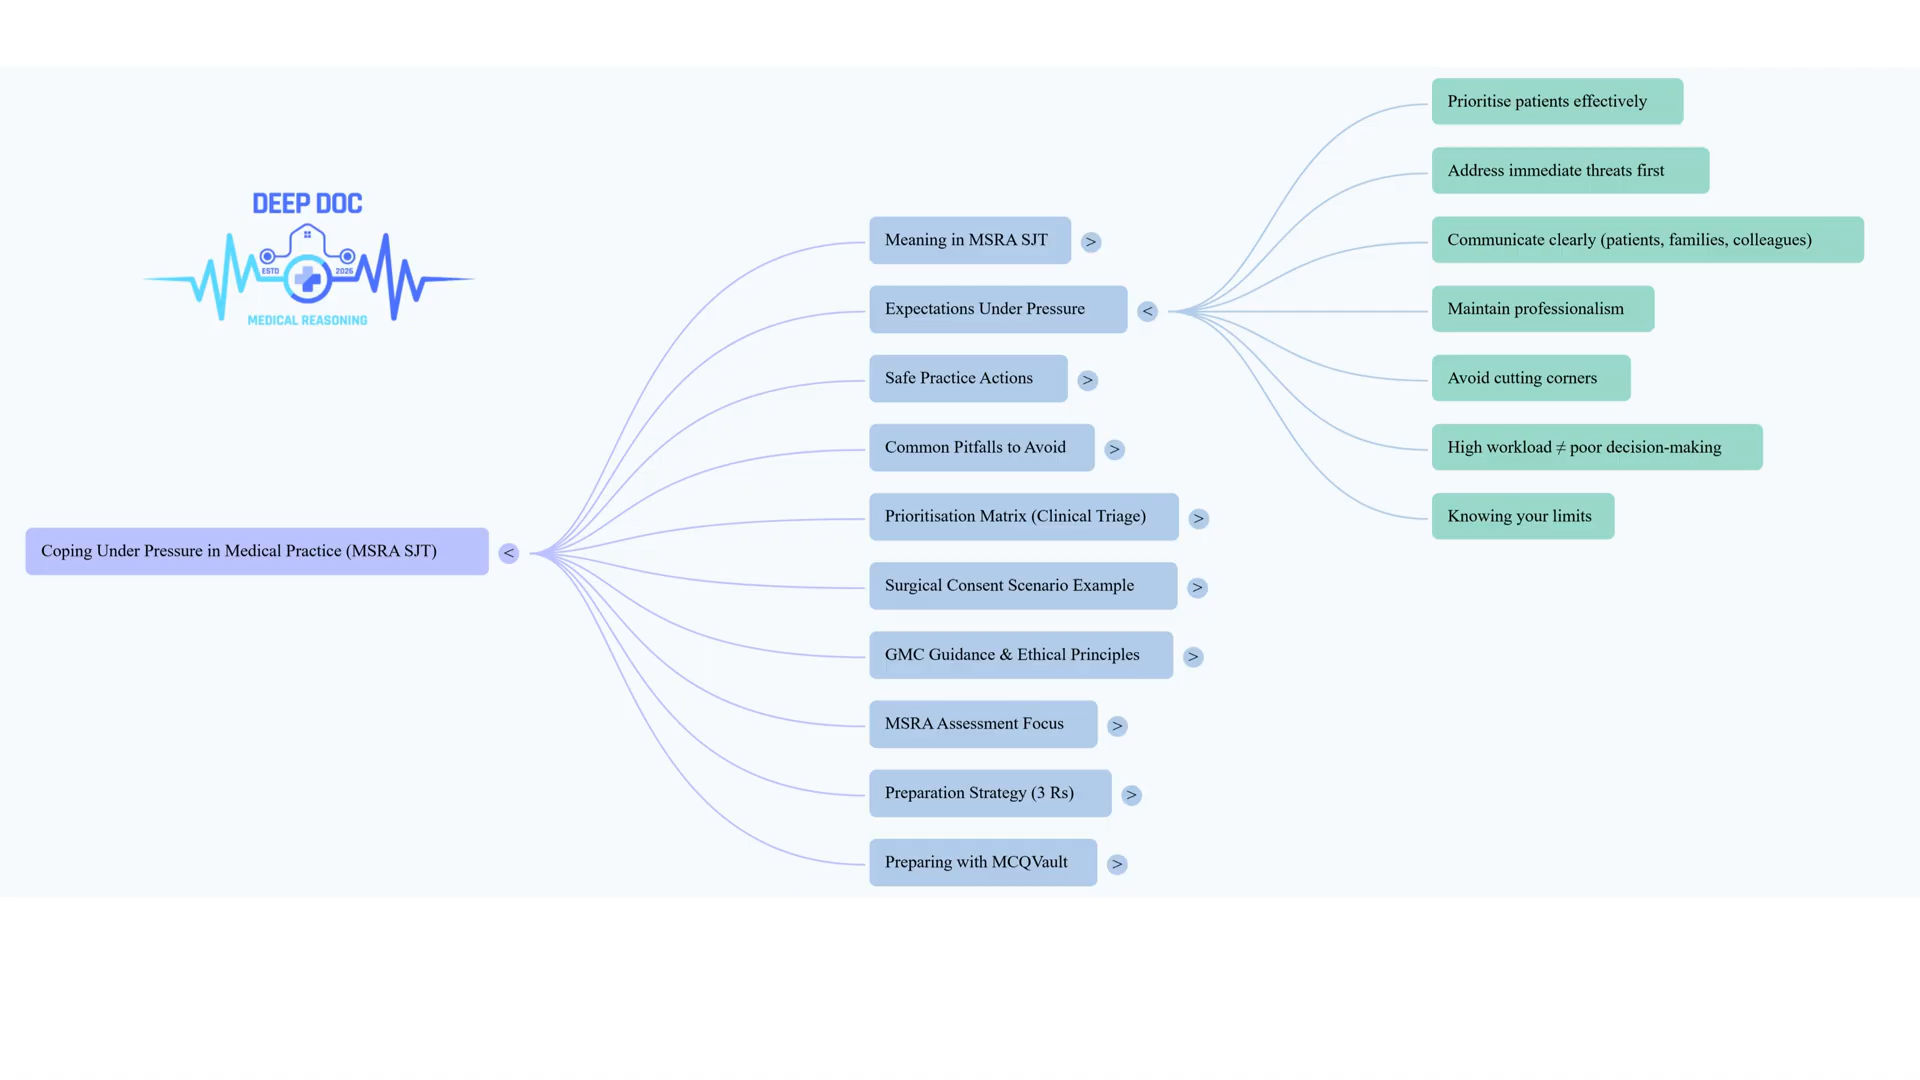 DEEP DOC
ESTD 2026
MEDICAL REASONING
Coping Under Pressure in Medical Practice (MSRA SJT)
<
Meaning in MSRA SJT
>
Expectations Under Pressure
<
Safe Practice Actions
>
Common Pitfalls to Avoid
>
Prioritisation Matrix (Clinical Triage)
>
Surgical Consent Scenario Example
>
GMC Guidance & Ethical Principles
>
MSRA Assessment Focus
>
Preparation Strategy (3 Rs)
>
Preparing with MCQVault
>
Prioritise patients effectively
Address immediate threats first
Communicate clearly (patients, families, colleagues)
Maintain professionalism
Avoid cutting corners
High workload ≠ poor decision-making
Knowing your limits